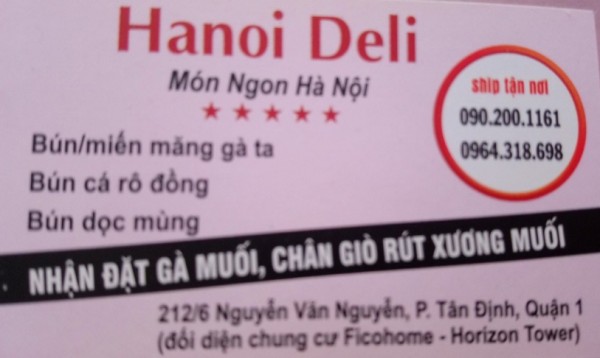 Hanoi Deli
Món Ngon Hà Nội
ship tận nơi
090.200.1161
0964.318.698
Bún/miến măng gà ta
Bún cá rô đồng
Bún dọc mùng
NHẬN ĐẶT GÀ MUỐI, CHÂN GIÒ RÚT XƯƠNG MUỐI
212/6 Nguyễn Văn Nguyễn, P. Tân Định, Quận 1
(đối diện chung cư Ficohome - Horizon Tower)